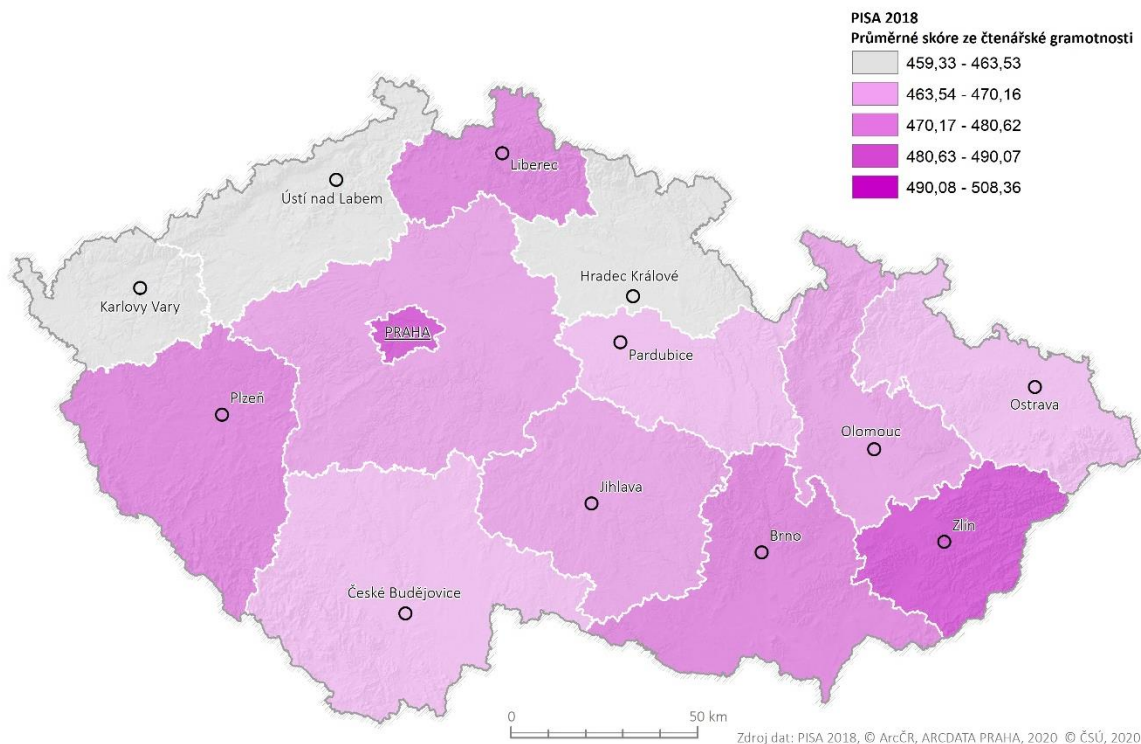 PISA 2018
Průměrné skóre ze čtenářské gramotnosti
459,33 - 463,53
463,54 - 470,16
470,17 - 480,62
480,63 - 490,07
490,08 - 508,36
Liberec
Ústí nad Labem
Hradec Králové
Karlovy Vary
PRAHA
Pardubice
Plzeň
Ostrava
Olomouc
Jihlava
Zlín
Brno
České Budějovice
0 50 km
Zdroj dat: PISA 2018, © ArcČR, ARCDATA PRAHA, 2020 © ČSÚ, 2020